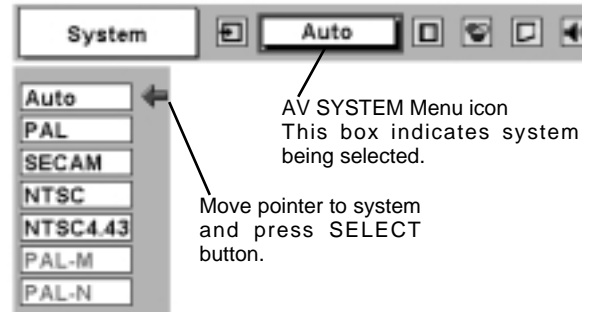 System
Auto
Auto
PAL
SECAM
NTSC
NTSC4.43
PAL-M
PAL-N
AV SYSTEM Menu icon
This box indicates system
being selected.
Move pointer to system
and press SELECT
button.